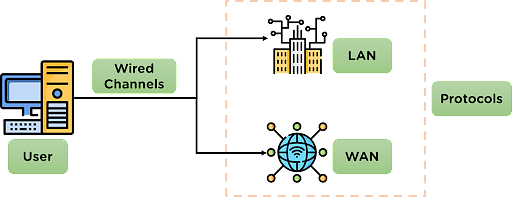 Wired
Channels
LAN
Protocols
User
WAN